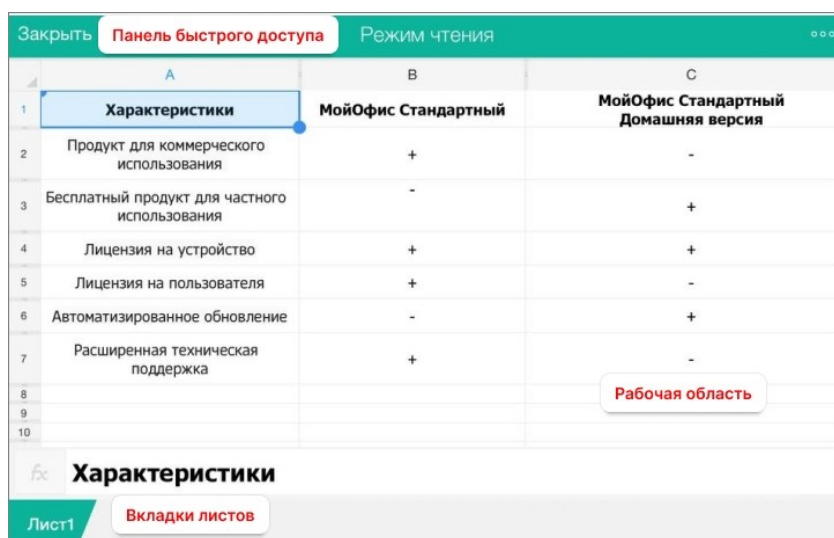 Закрыть Панель быстрого доступа Режим чтения
A B C
1 Характеристики МойОфис Стандартный МойОфис Стандартный
Домашняя версия
2 Продукт для коммерческого
использования + -
3 Бесплатный продукт для частного
использования - +
4 Лицензия на устройство + +
5 Лицензия на пользователя + -
6 Автоматизированное обновление - +
7 Расширенная техническая
поддержка + -
8 Рабочая область
9
10
fx Характеристики
Лист1 Вкладки листов